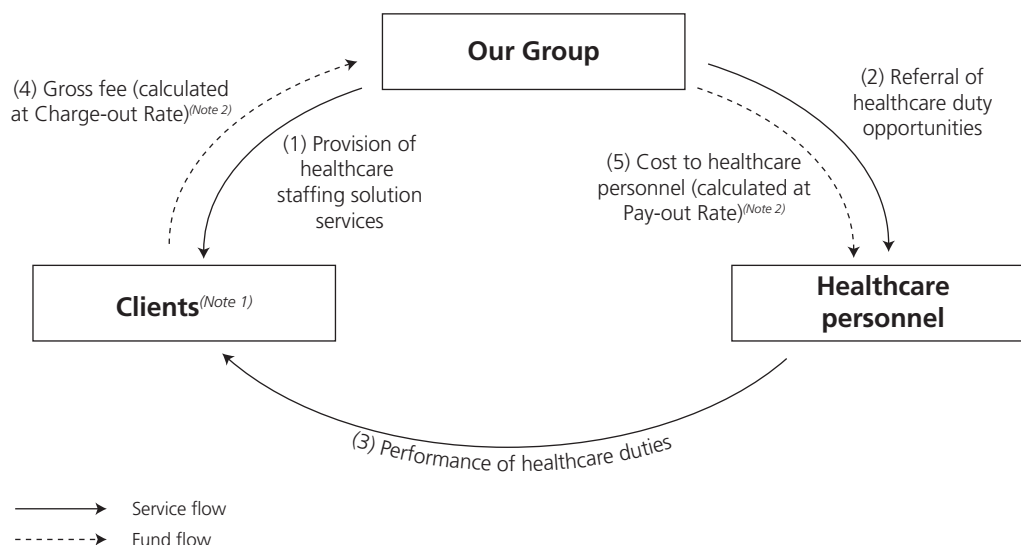 Our Group
(4) Gross fee (calculated
at Charge-out Rate)(Note 2)
(2) Referral of
healthcare duty
opportunities
(1) Provision of
healthcare
staffing solution
services
(5) Cost to healthcare
personnel (calculated at
Pay-out Rate)(Note 2)
Clients(Note 1)
Healthcare
personnel
(3) Performance of healthcare duties
Service flow
Fund flow